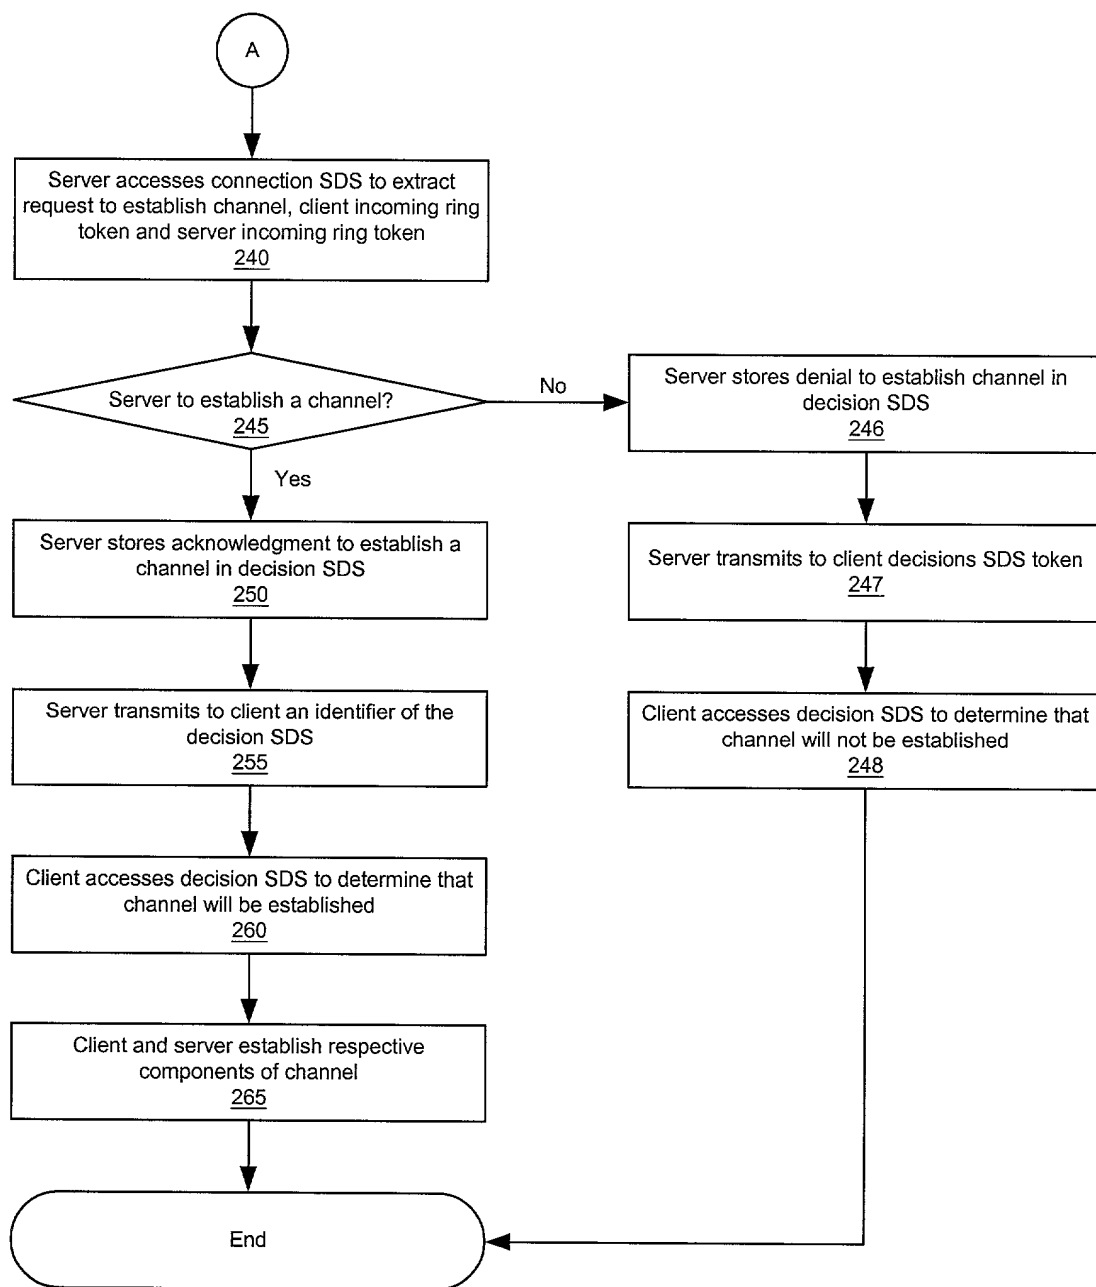 A
Server accesses connection SDS to extract
request to establish channel, client incoming ring
token and server incoming ring token
240
Server to establish a channel?
245
No
Yes
Server stores denial to establish channel in
decision SDS
246
Server stores acknowledgment to establish a
channel in decision SDS
250
Server transmits to client decisions SDS token
247
Server transmits to client an identifier of the
decision SDS
255
Client accesses decision SDS to determine that
channel will not be established
248
Client accesses decision SDS to determine that
channel will be established
260
Client and server establish respective
components of channel
265
End